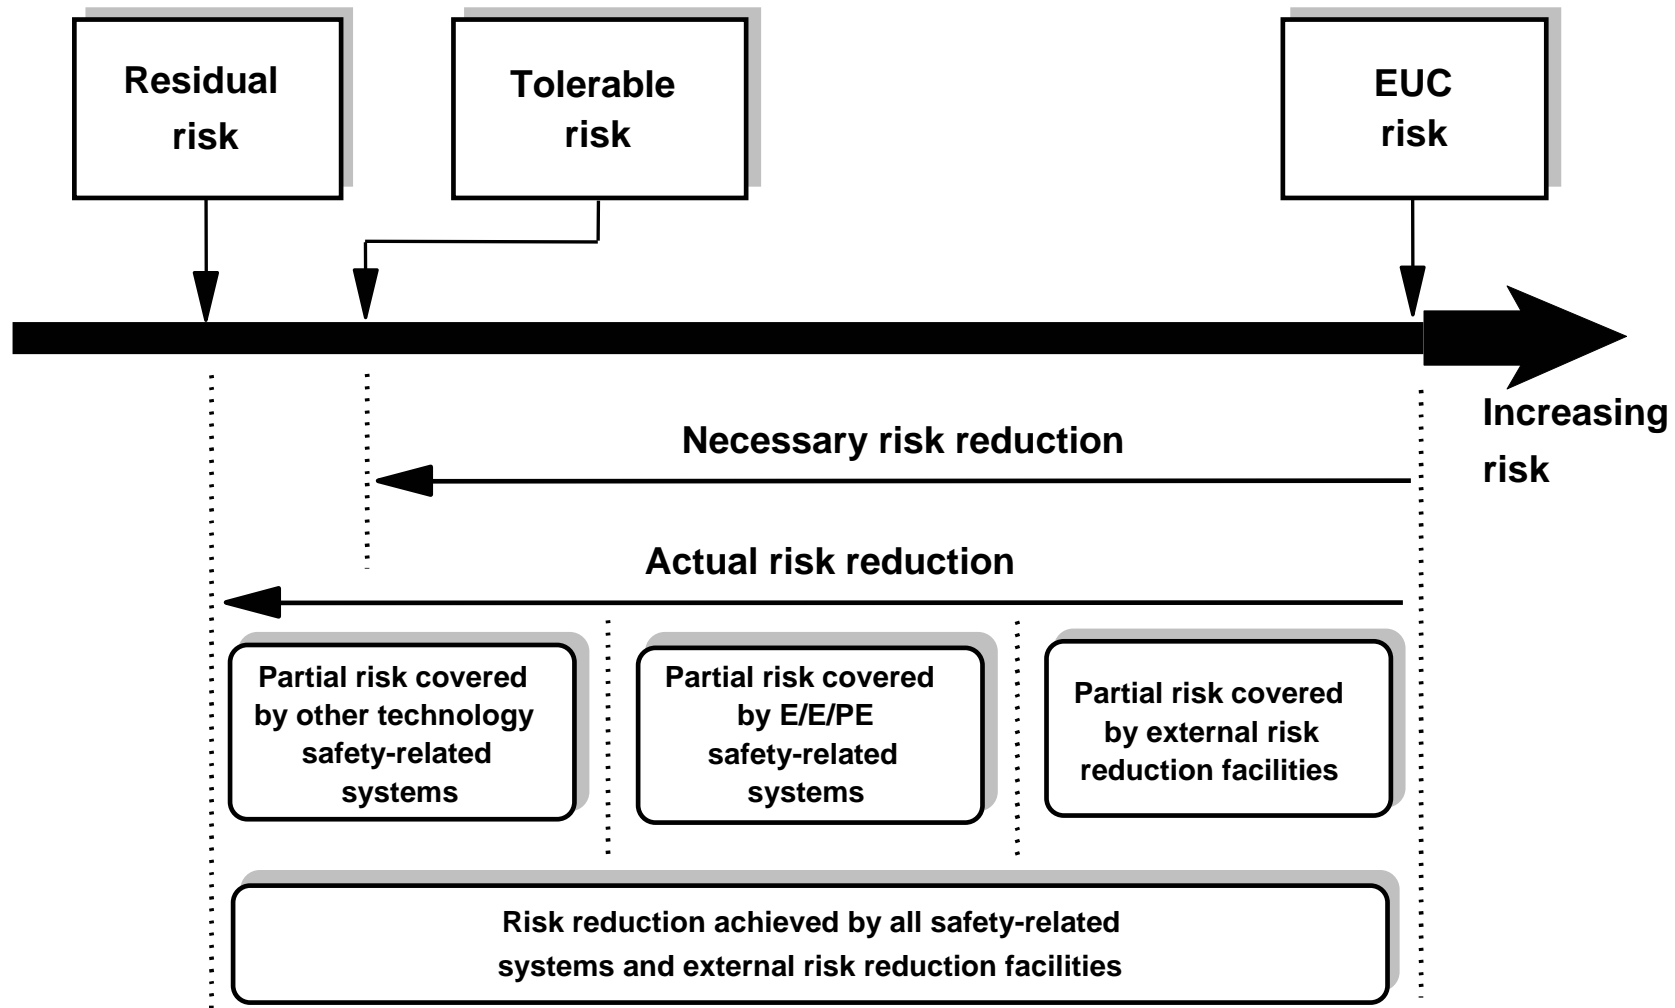 Residual
risk
Tolerable
risk
EUC
risk
Increasing
risk
Necessary risk reduction
Actual risk reduction
Partial risk covered
by other technology
safety-related
systems
Partial risk covered
by E/E/PE
safety-related
systems
Partial risk covered
by external risk
reduction facilities
Risk reduction achieved by all safety-related
systems and external risk reduction facilities